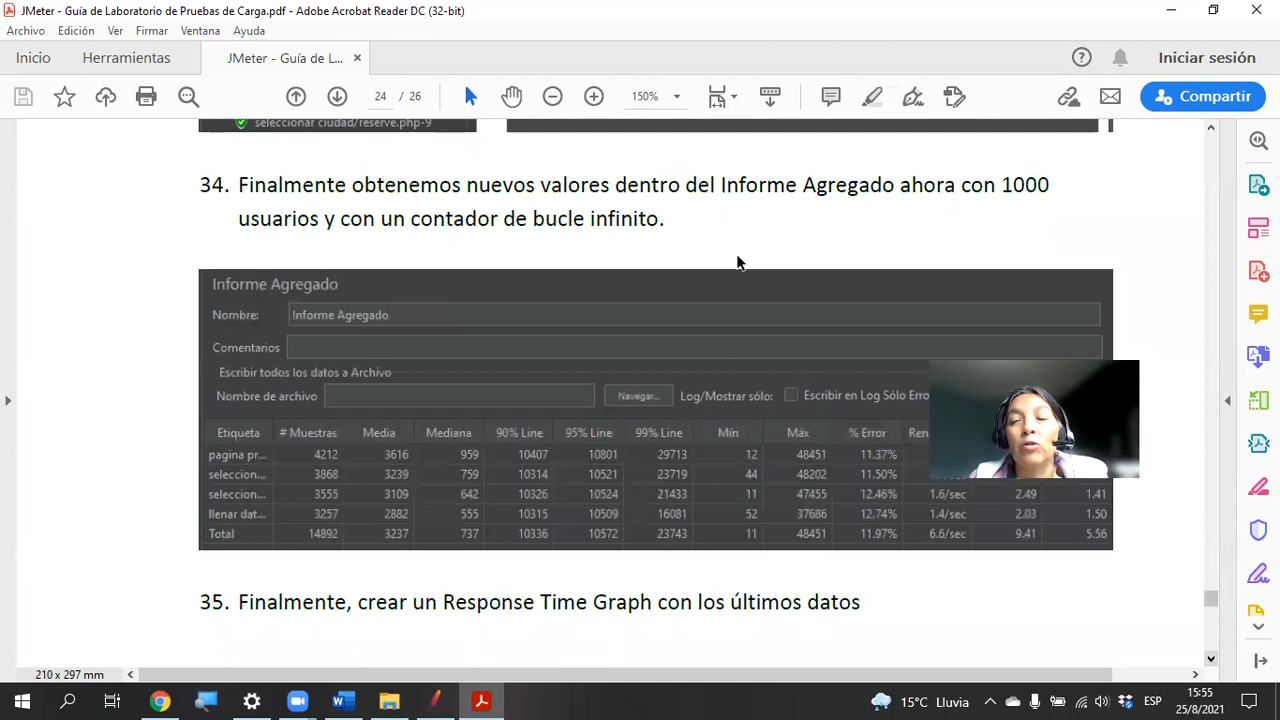 JMeter - Guía de Laboratorio de Pruebas de Carga.pdf - Adobe Acrobat Reader DC (32-bit)
Archivo Edición Ver Firmar Ventana Ayuda
Inicio Herramientas JMeter - Guía de L... × Iniciar sesión
24 / 26 150% Compartir
seleccionar ciudad/reserve.php-9
34. Finalmente obtenemos nuevos valores dentro del Informe Agregado ahora con 1000
usuarios y con un contador de bucle infinito.
Informe Agregado
Nombre: Informe Agregado
Comentarios
Escribir todos los datos a Archivo
Nombre de archivo Navegar... Log/Mostrar sólo: Escribir en Log Sólo Erro
Etiqueta # Muestras Media Mediana 90% Line 95% Line 99% Line Mín Máx % Error Ren
pagina pr... 4212 3616 959 10407 10801 29713 12 48451 11.37%
seleccion... 3868 3239 759 10314 10521 23719 44 48202 11.50%
seleccion... 3555 3109 642 10326 10524 21433 11 47455 12.46% 1.6/sec 2.49 1.41
llenar dat... 3257 2882 555 10315 10509 16081 52 37686 12.74% 1.4/sec 2.03 1.50
Total 14892 3237 737 10336 10572 23743 11 48451 11.97% 6.6/sec 9.41 5.56
35. Finalmente, crear un Response Time Graph con los últimos datos
210 x 297 mm
15°C Lluvia ESP 15:55
25/8/2021